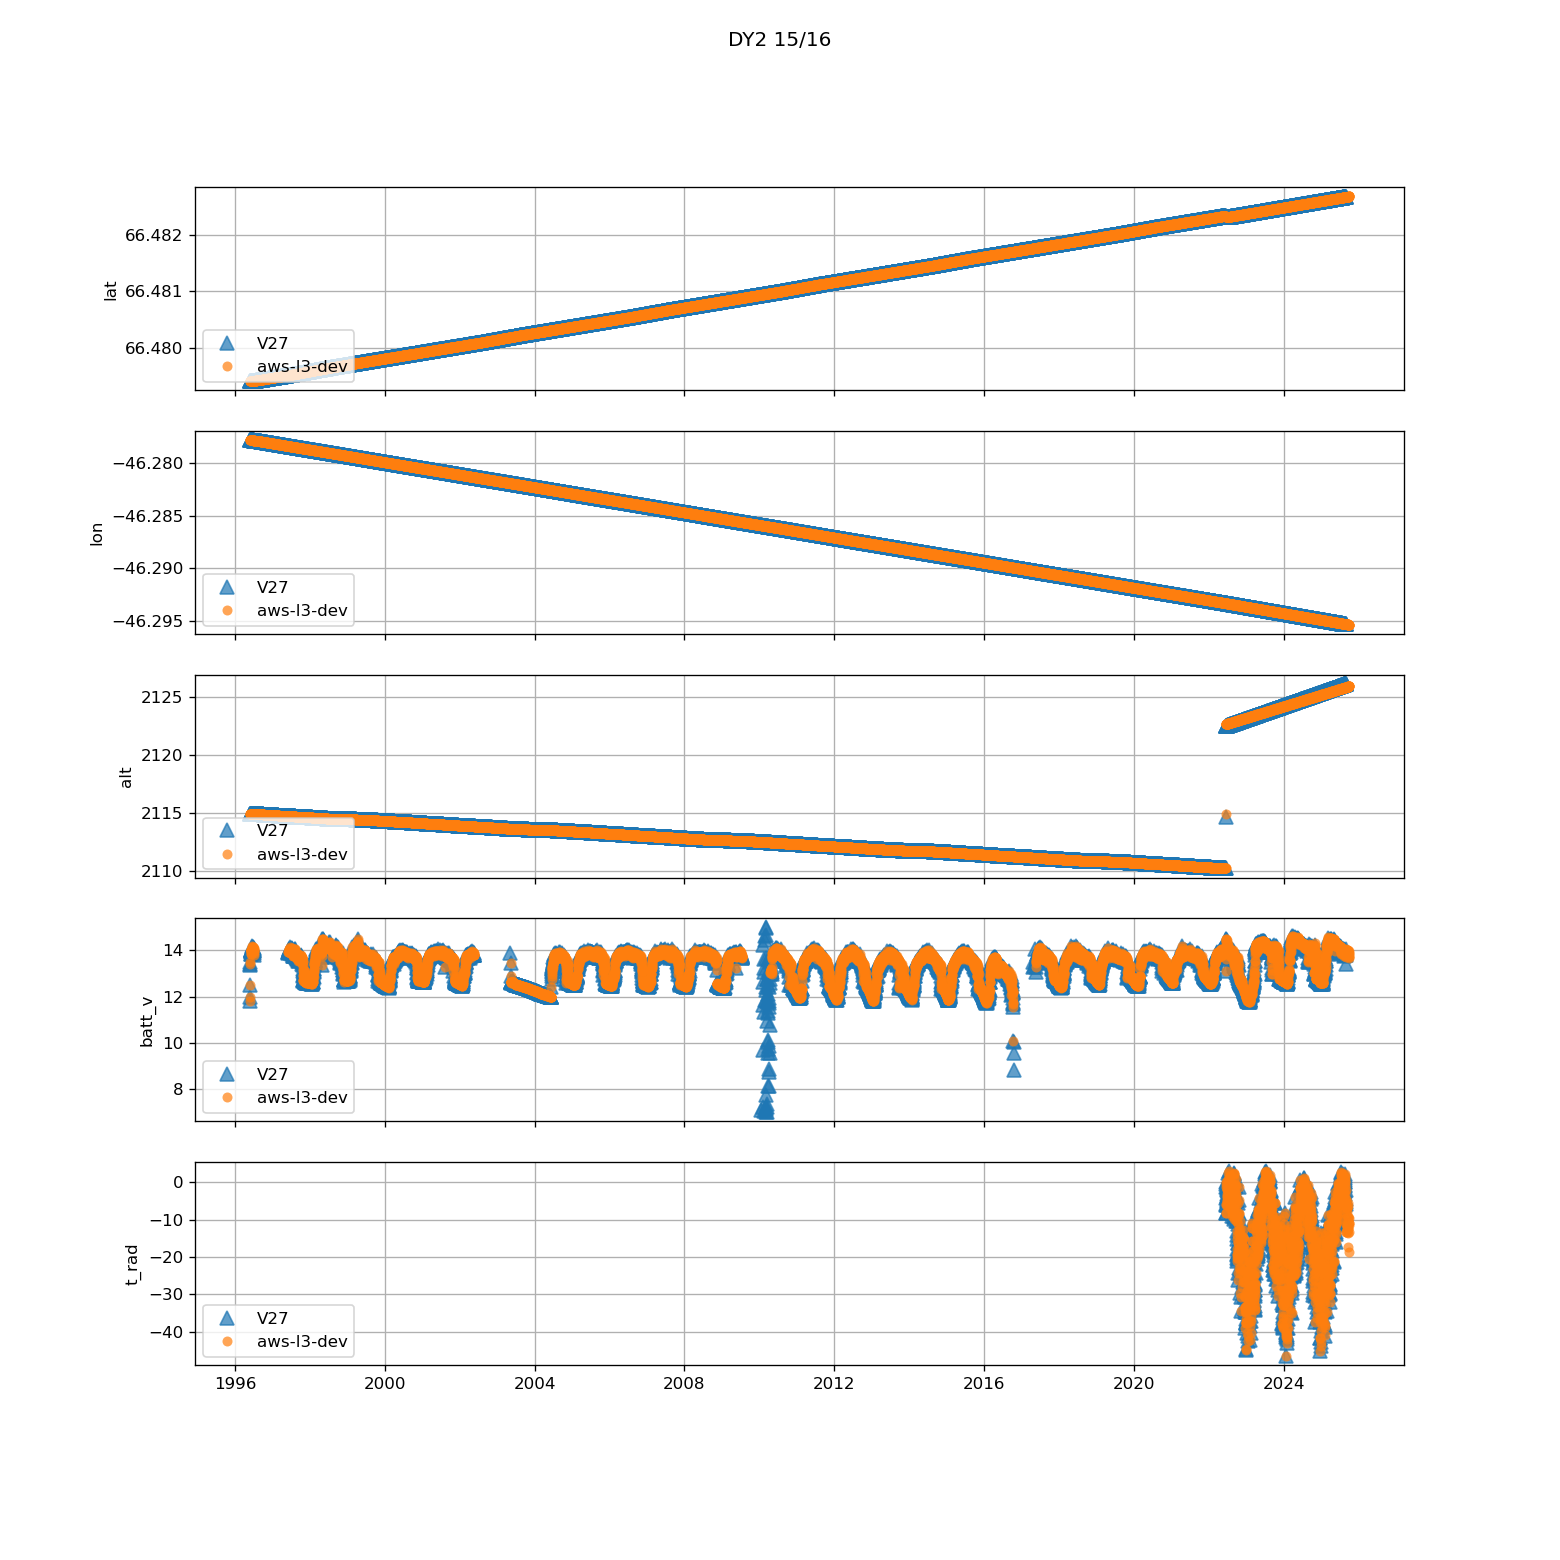 DY2 15/16
66.482
66.481
66.480
lat
V27
aws-l3-dev
−46.280
−46.285
−46.290
−46.295
lon
V27
aws-l3-dev
2125
2120
2115
2110
alt
V27
aws-l3-dev
14
12
10
8
batt_v
V27
aws-l3-dev
0
−10
−20
−30
−40
t_rad
V27
aws-l3-dev
1996 2000 2004 2008 2012 2016 2020 2024